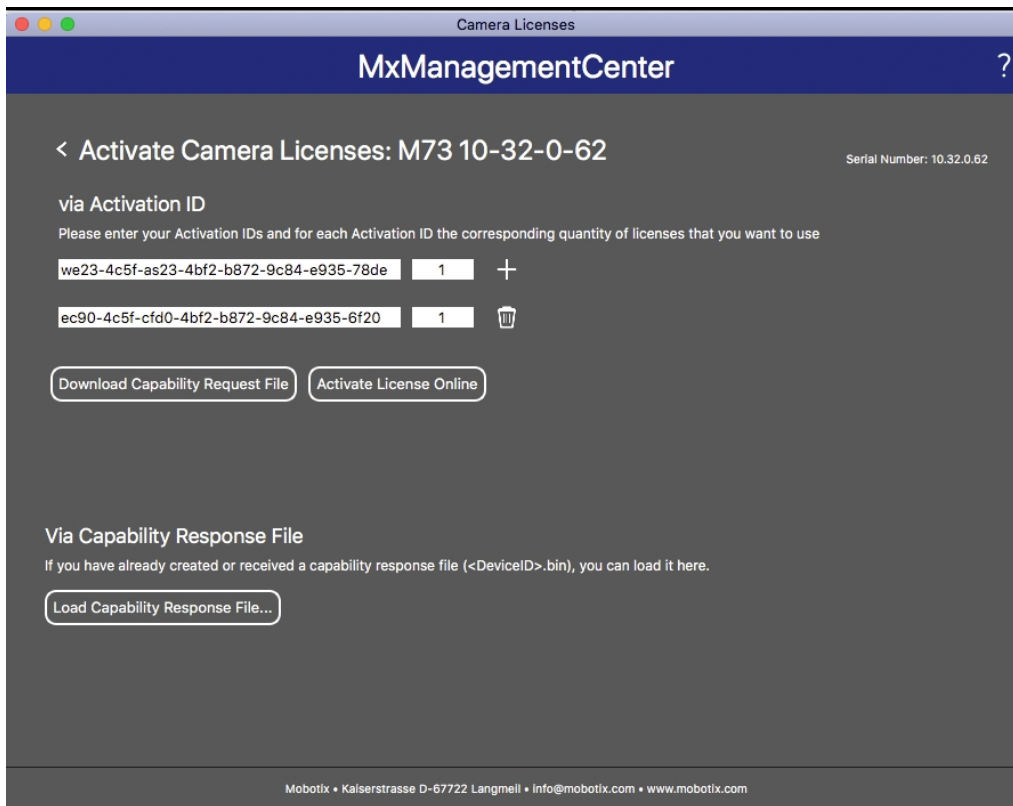 Camera Licenses
MxManagementCenter
?
< Activate Camera Licenses: M73 10-32-0-62
Serial Number: 10.32.0.62
via Activation ID
Please enter your Activation IDs and for each Activation ID the corresponding quantity of licenses that you want to use
we23-4c5f-as23-4bf2-b872-9c84-e935-78de 1 +
ec90-4c5f-cfd0-4bf2-b872-9c84-e935-6f20 1
Download Capability Request File Activate License Online
Via Capability Response File
If you have already created or received a capability response file (<DeviceID>.bin), you can load it here.
Load Capability Response File...
Mobotix • Kaiserstrasse D-67722 Langmeil • info@mobotix.com • www.mobotix.com